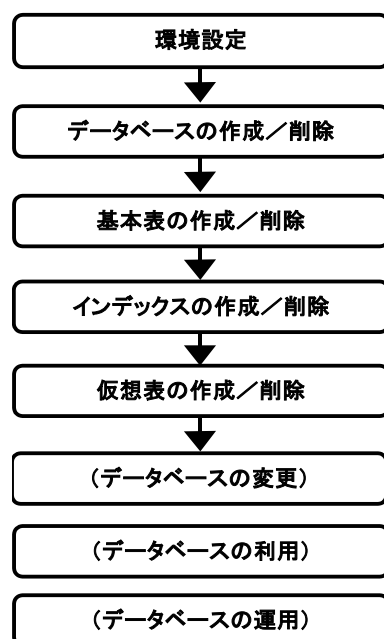 環境設定
データベースの作成／削除
基本表の作成／削除
インデックスの作成／削除
仮想表の作成／削除
（データベースの変更）
（データベースの利用）
（データベースの運用）